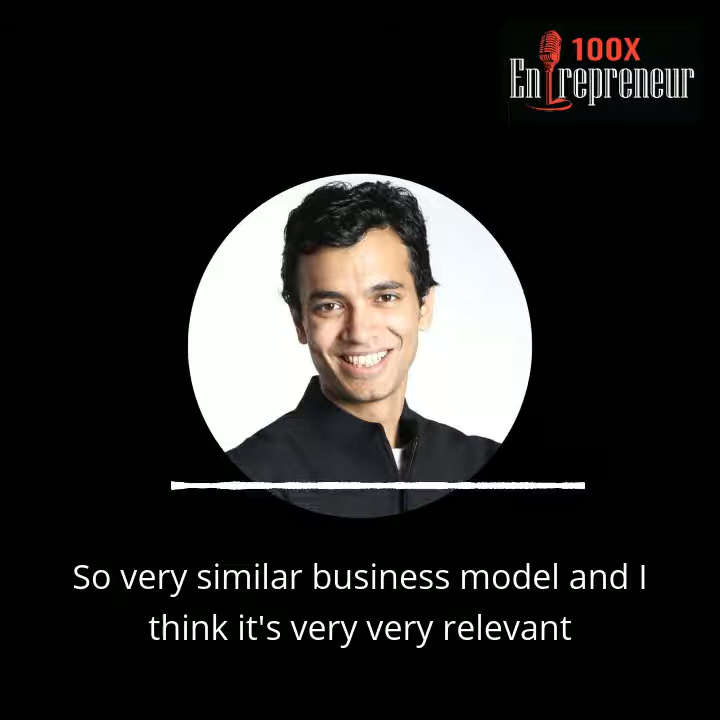 100X
Entrepreneur
So very similar business model and I
think it's very very relevant